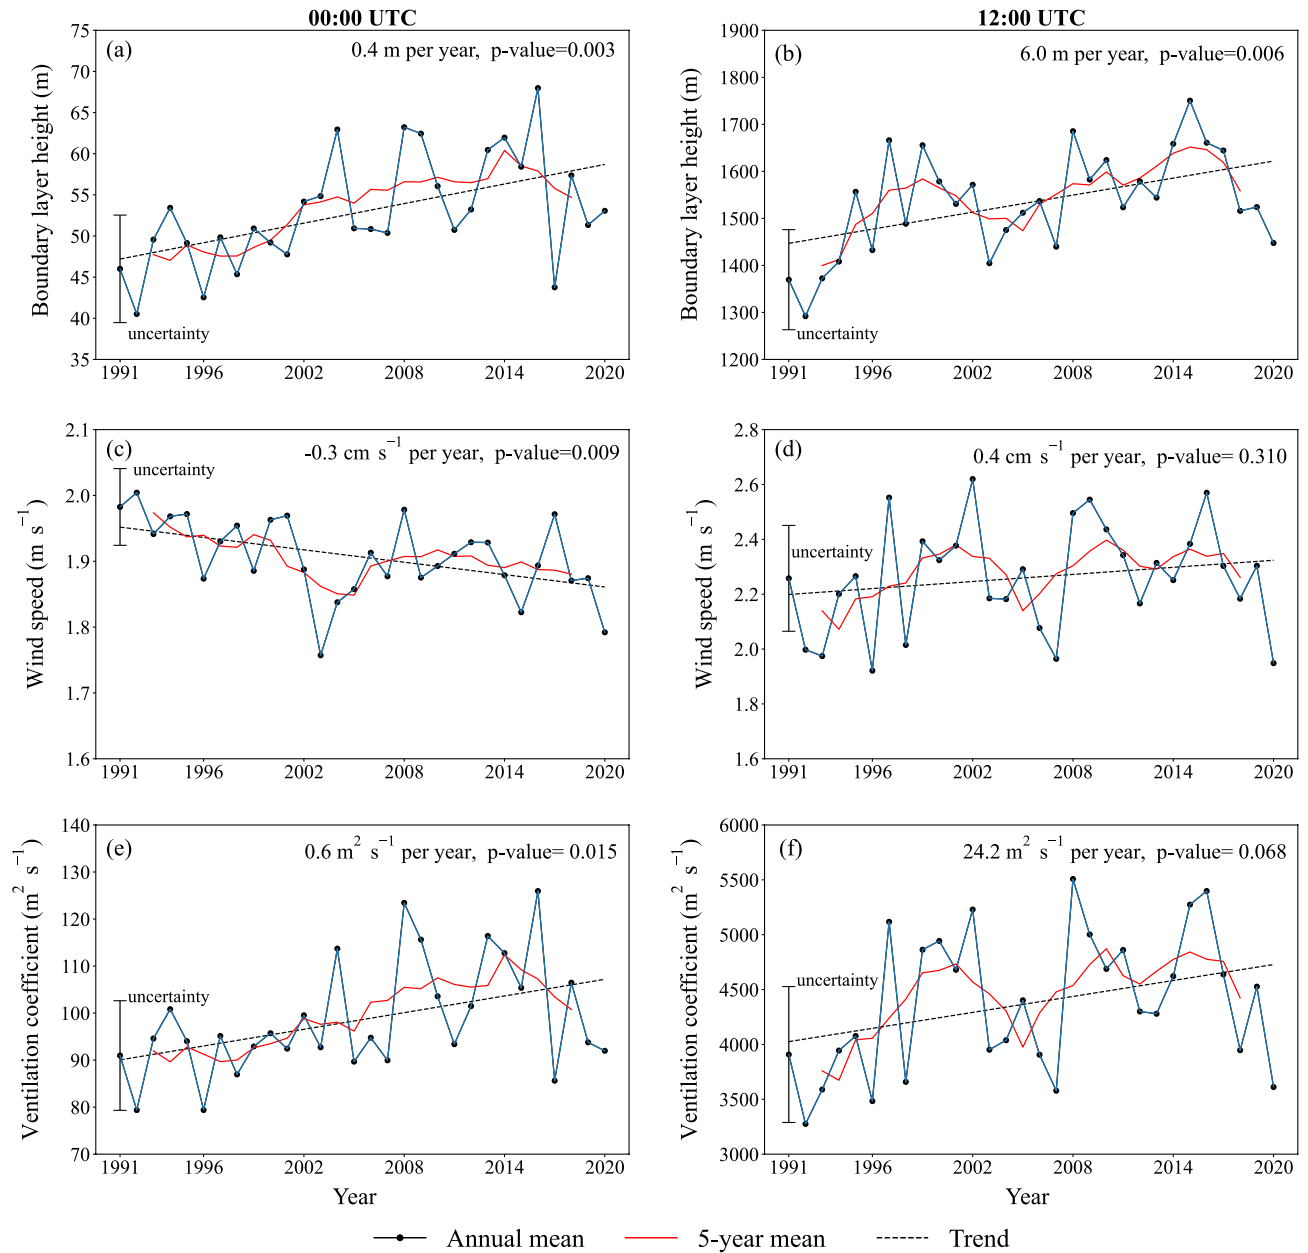 00:00 UTC
12:00 UTC
(a)
0.4 m per year, p-value=0.003
Boundary layer height (m)
75
70
65
60
55
50
45
40
35
uncertainty
1991
1996
2002
2008
2014
2020
(b)
6.0 m per year, p-value=0.006
Boundary layer height (m)
1900
1800
1700
1600
1500
1400
1300
1200
uncertainty
1991
1996
2002
2008
2014
2020
(c)
-0.3 cm s⁻¹ per year, p-value=0.009
Wind speed (m s⁻¹)
2.1
2.0
1.9
1.8
1.7
1.6
uncertainty
1991
1996
2002
2008
2014
2020
(d)
0.4 cm s⁻¹ per year, p-value= 0.310
Wind speed (m s⁻¹)
2.8
2.6
2.4
2.2
2.0
1.8
1.6
uncertainty
1991
1996
2002
2008
2014
2020
(e)
0.6 m² s⁻¹ per year, p-value= 0.015
Ventilation coefficient (m² s⁻¹)
140
130
120
110
100
90
80
70
uncertainty
1991
1996
2002
2008
2014
2020
Year
(f)
24.2 m² s⁻¹ per year, p-value= 0.068
Ventilation coefficient (m² s⁻¹)
6000
5500
5000
4500
4000
3500
3000
uncertainty
1991
1996
2002
2008
2014
2020
Year
Annual mean
5-year mean
Trend